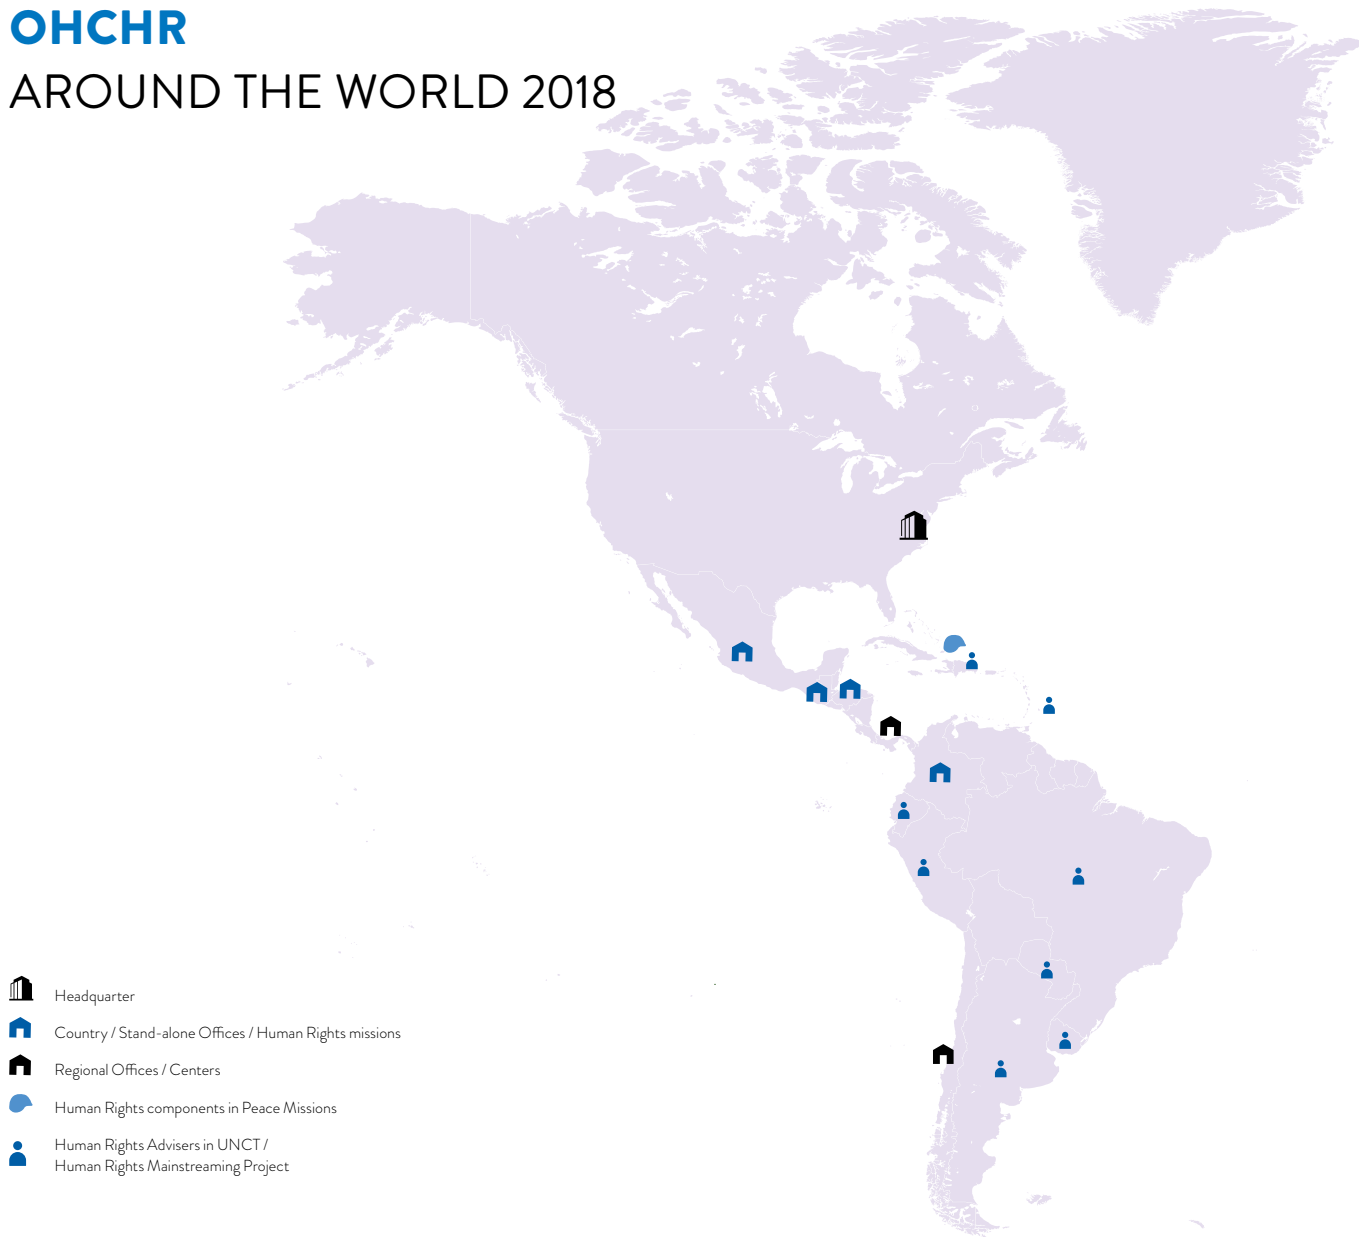 OHCHR
AROUND THE WORLD 2018
Headquarter
Country / Stand-alone Offices / Human Rights missions
Regional Offices / Centers
Human Rights components in Peace Missions
Human Rights Advisers in UNCT /
Human Rights Mainstreaming Project